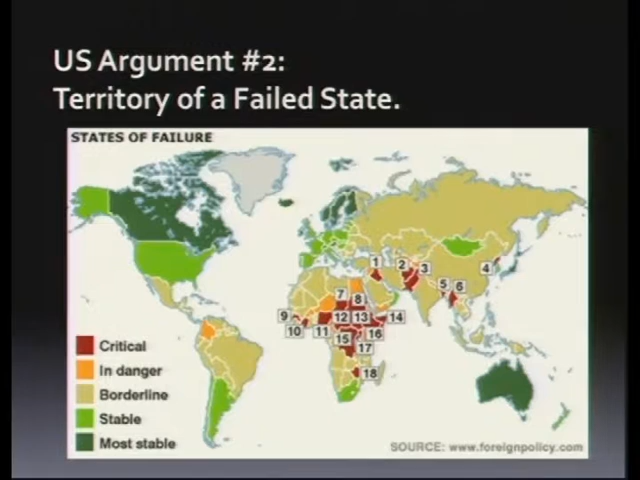 US Argument #2:
Territory of a Failed State.
STATES OF FAILURE
1
2
3
4
5
6
7
8
9
10
11
12
13
14
15
16
17
18
Critical
In danger
Borderline
Stable
Most stable
SOURCE: www.foreignpolicy.com